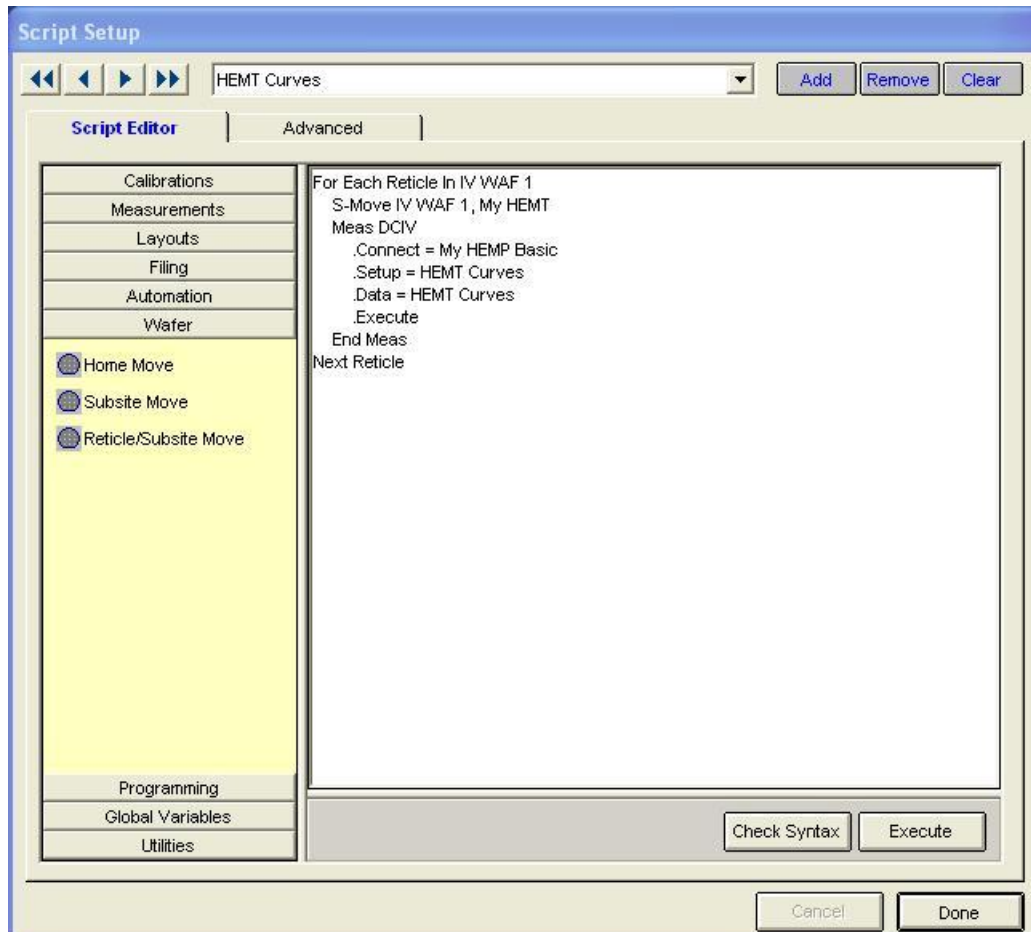 Script Setup
HEMT Curves
Add
Remove
Clear
Script Editor
Advanced
Calibrations
Measurements
Layouts
Filing
Automation
Wafer
Home Move
Subsite Move
Reticle/Subsite Move
Programming
Global Variables
Utilities
For Each Reticle In IV WAF 1
S-Move IV WAF 1, My HEMT
Meas DCIV
.Connect = My HEMP Basic
.Setup = HEMT Curves
.Data = HEMT Curves
.Execute
End Meas
Next Reticle
Check Syntax
Execute
Cancel
Done